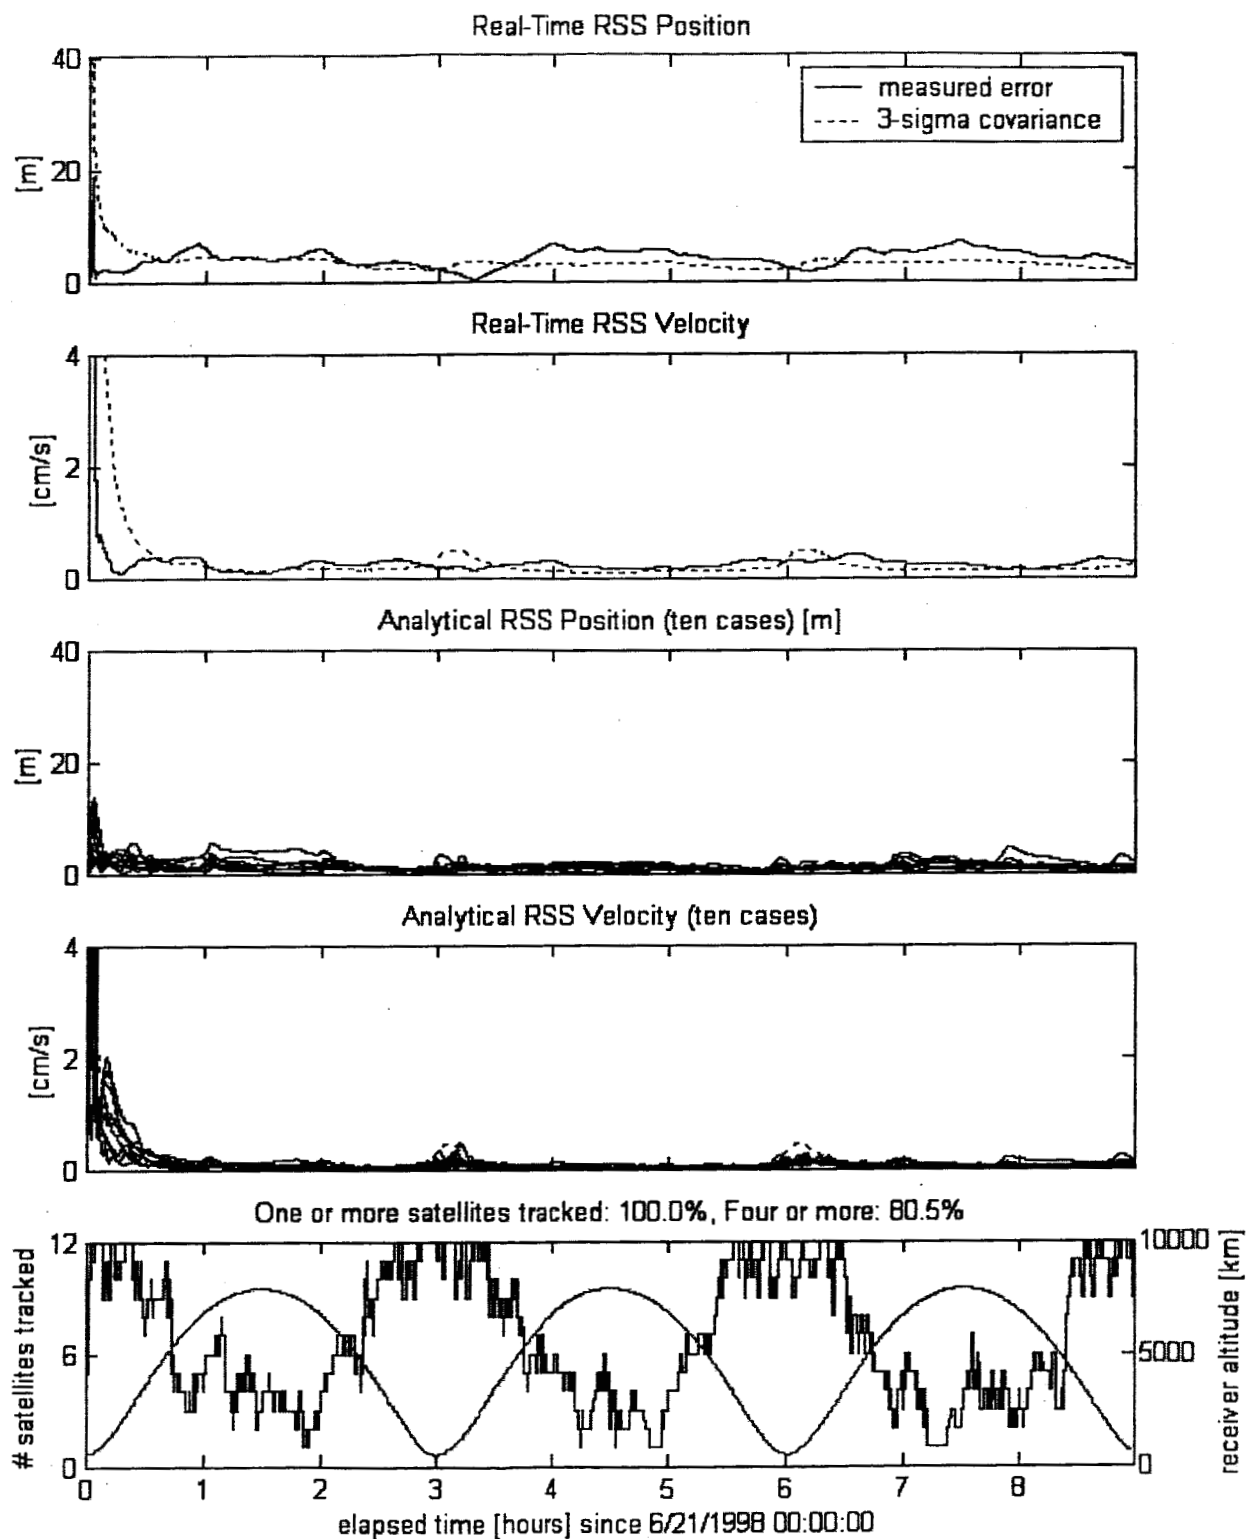 Real-Time RSS Position
40
20
0
[m]
measured error
3-sigma covariance
Real-Time RSS Velocity
4
2
0
[cm/s]
Analytical RSS Position (ten cases) [m]
40
20
0
[m]
Analytical RSS Velocity (ten cases)
4
2
0
[cm/s]
One or more satellites tracked: 100.0%, Four or more: 80.5%
12
6
0
# satellites tracked
10000
5000
0
receiver altitude [km]
0 1 2 3 4 5 6 7 8
elapsed time [hours] since 6/21/1998 00:00:00